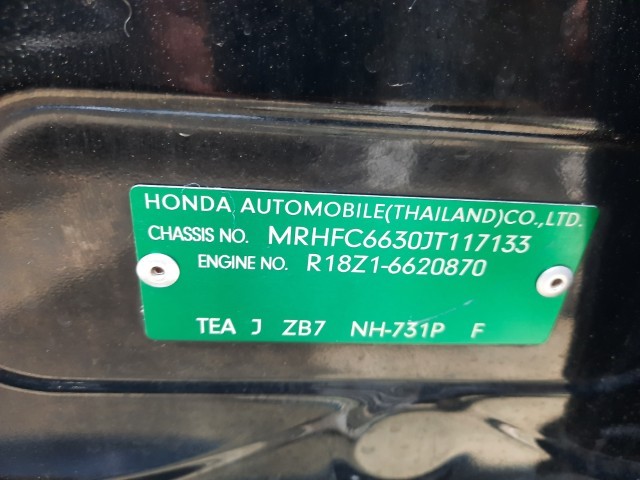 HONDA AUTOMOBILE(THAILAND)CO.,LTD.
CHASSIS NO. MRHFC6630JT117133
ENGINE NO. R18Z1-6620870
TEA J ZB7 NH-731P F